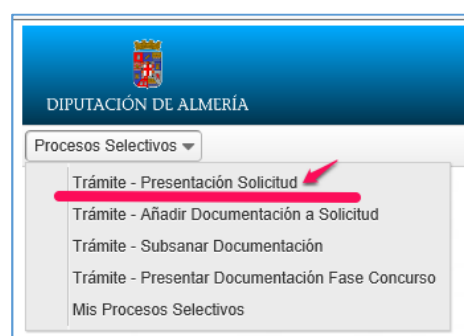 DIPUTACIÓN DE ALMERÍA
Procesos Selectivos
Trámite - Presentación Solicitud
Trámite - Añadir Documentación a Solicitud
Trámite - Subsanar Documentación
Trámite - Presentar Documentación Fase Concurso
Mis Procesos Selectivos